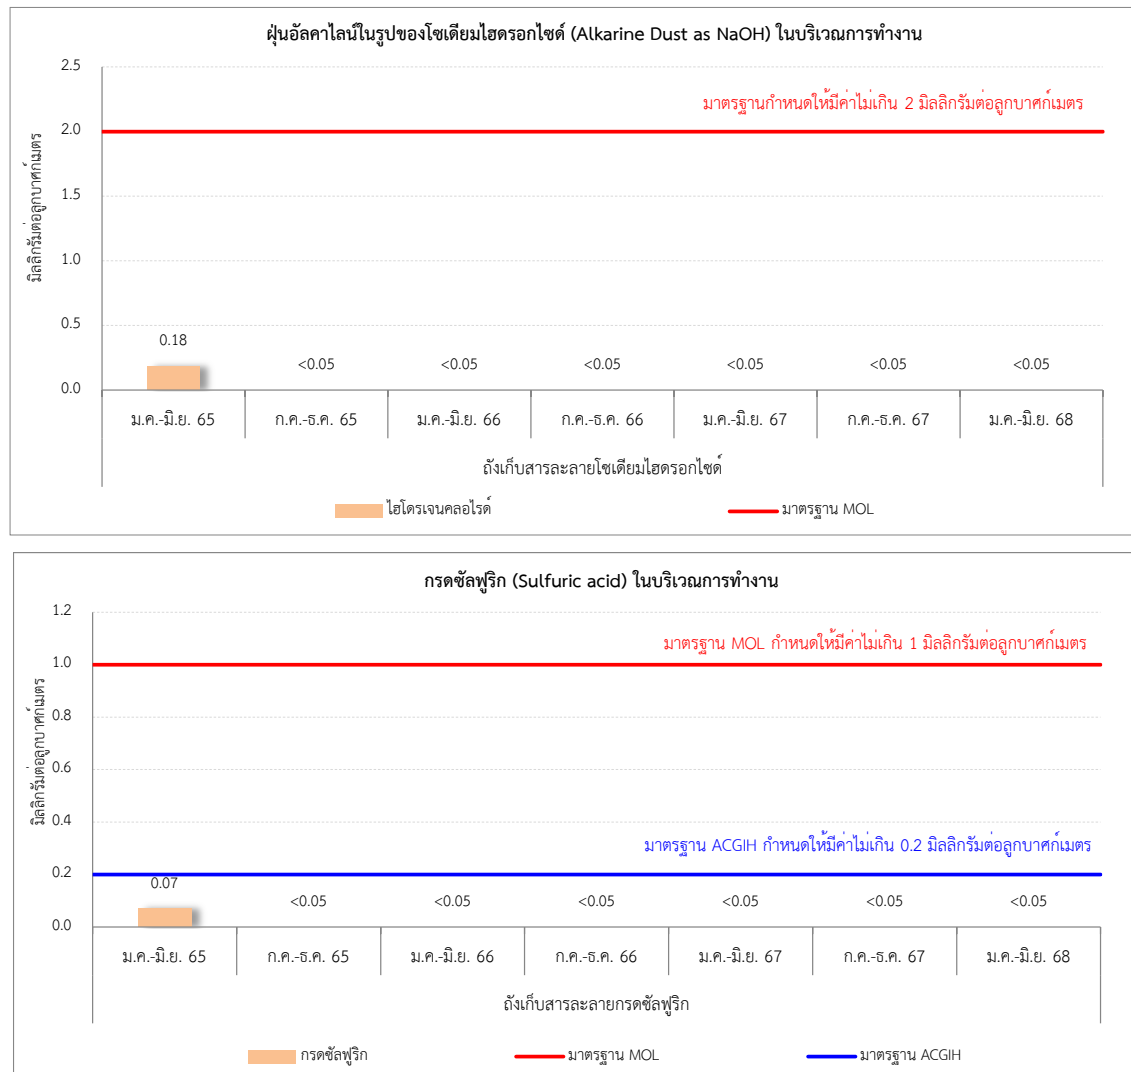 ฝุ่นอัลคาไลน์ในรูปของโซเดียมไฮดรอกไซด์ (Alkarine Dust as NaOH) ในบริเวณการทำงาน
มิลลิกรัมต่อลูกบาศก์เมตร
2.5
มาตรฐานกำหนดให้มีค่าไม่เกิน 2 มิลลิกรัมต่อลูกบาศก์เมตร
2.0
1.5
1.0
0.5
0.0
0.18 <0.05 <0.05 <0.05 <0.05 <0.05 <0.05
ม.ค.-มิ.ย. 65 ก.ค.-ธ.ค. 65 ม.ค.-มิ.ย. 66 ก.ค.-ธ.ค. 66 ม.ค.-มิ.ย. 67 ก.ค.-ธ.ค. 67 ม.ค.-มิ.ย. 68
ถังเก็บสารละลายโซเดียมไฮดรอกไซด์
ไฮโดรเจนคลอไรด์ มาตรฐาน MOL
กรดซัลฟูริก (Sulfuric acid) ในบริเวณการทำงาน
มิลลิกรัมต่อลูกบาศก์เมตร
1.2
มาตรฐาน MOL กำหนดให้มีค่าไม่เกิน 1 มิลลิกรัมต่อลูกบาศก์เมตร
1.0
0.8
0.6
0.4
มาตรฐาน ACGIH กำหนดให้มีค่าไม่เกิน 0.2 มิลลิกรัมต่อลูกบาศก์เมตร
0.2
0.0
0.07 <0.05 <0.05 <0.05 <0.05 <0.05 <0.05
ม.ค.-มิ.ย. 65 ก.ค.-ธ.ค. 65 ม.ค.-มิ.ย. 66 ก.ค.-ธ.ค. 66 ม.ค.-มิ.ย. 67 ก.ค.-ธ.ค. 67 ม.ค.-มิ.ย. 68
ถังเก็บสารละลายกรดซัลฟูริก
กรดซัลฟูริก มาตรฐาน MOL มาตรฐาน ACGIH